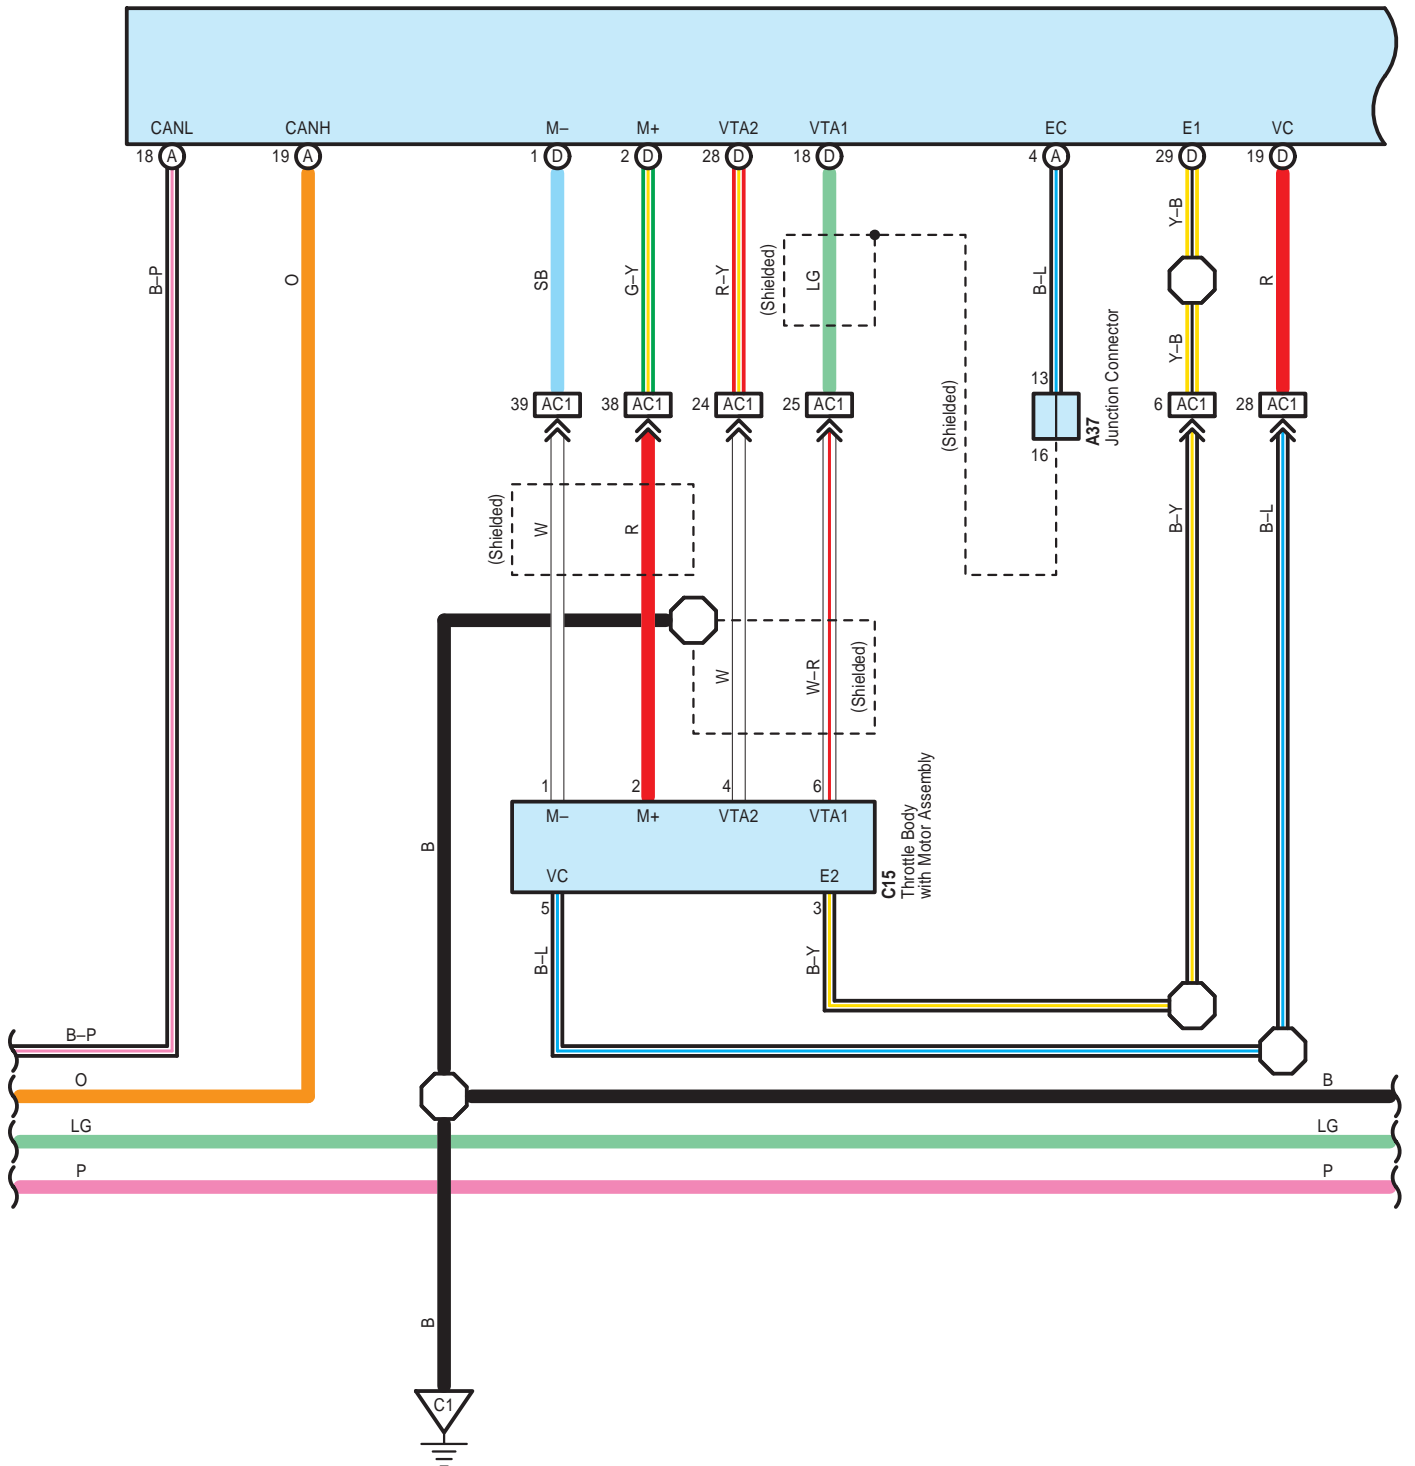 CANL CANH M– M+ VTA2 VTA1 EC E1 VC
18 A 19 A 1 D 2 D 28 D 18 D 4 A 29 D 19 D
Y–B
B–P O SB G–Y R–Y (Shielded) LG B–L R
Y–B
(Shielded)
13
39 AC1 38 AC1 24 AC1 25 AC1 6 AC1 28 AC1
A37
Junction Connector
16
(Shielded) W R B–Y B–L
W W–R (Shielded)
1 2 4 6
M– M+ VTA2 VTA1
VC E2
C15
Throttle Body
with Motor Assembly
B
5 3
B–L B–Y
B–P
O B
LG LG
P P
B
C1